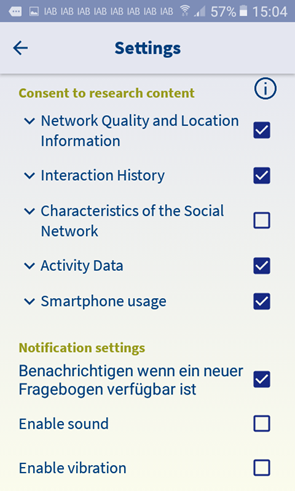 IAB IAB IAB IAB IAB IAB IAB IAB 57% 15:04
Settings
Consent to research content
Network Quality and Location
Information
Interaction History
Characteristics of the Social
Network
Activity Data
Smartphone usage
Notification settings
Benachrichtigen wenn ein neuer
Fragebogen verfügbar ist
Enable sound
Enable vibration